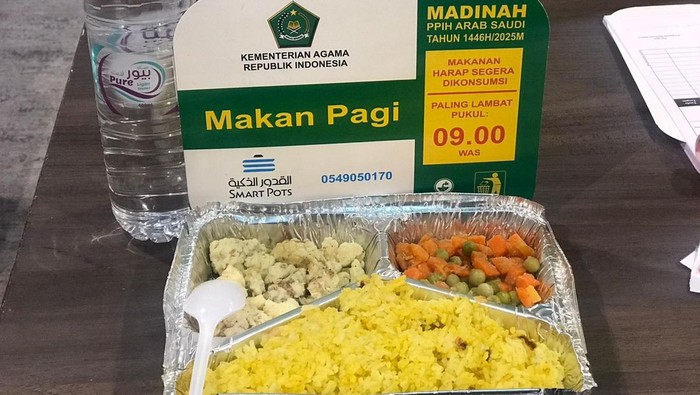 بيور
Pure
KEMENTERIAN AGAMA
REPUBLIK INDONESIA
Makan Pagi
القدور الذكية
SMART POTS
0549050170
MADINAH
PPIH ARAB SAUDI
TAHUN 1446H/2025M
MAKANAN
HARAP SEGERA
DIKONSUMSI
PALING LAMBAT
PUKUL:
09.00
WAS